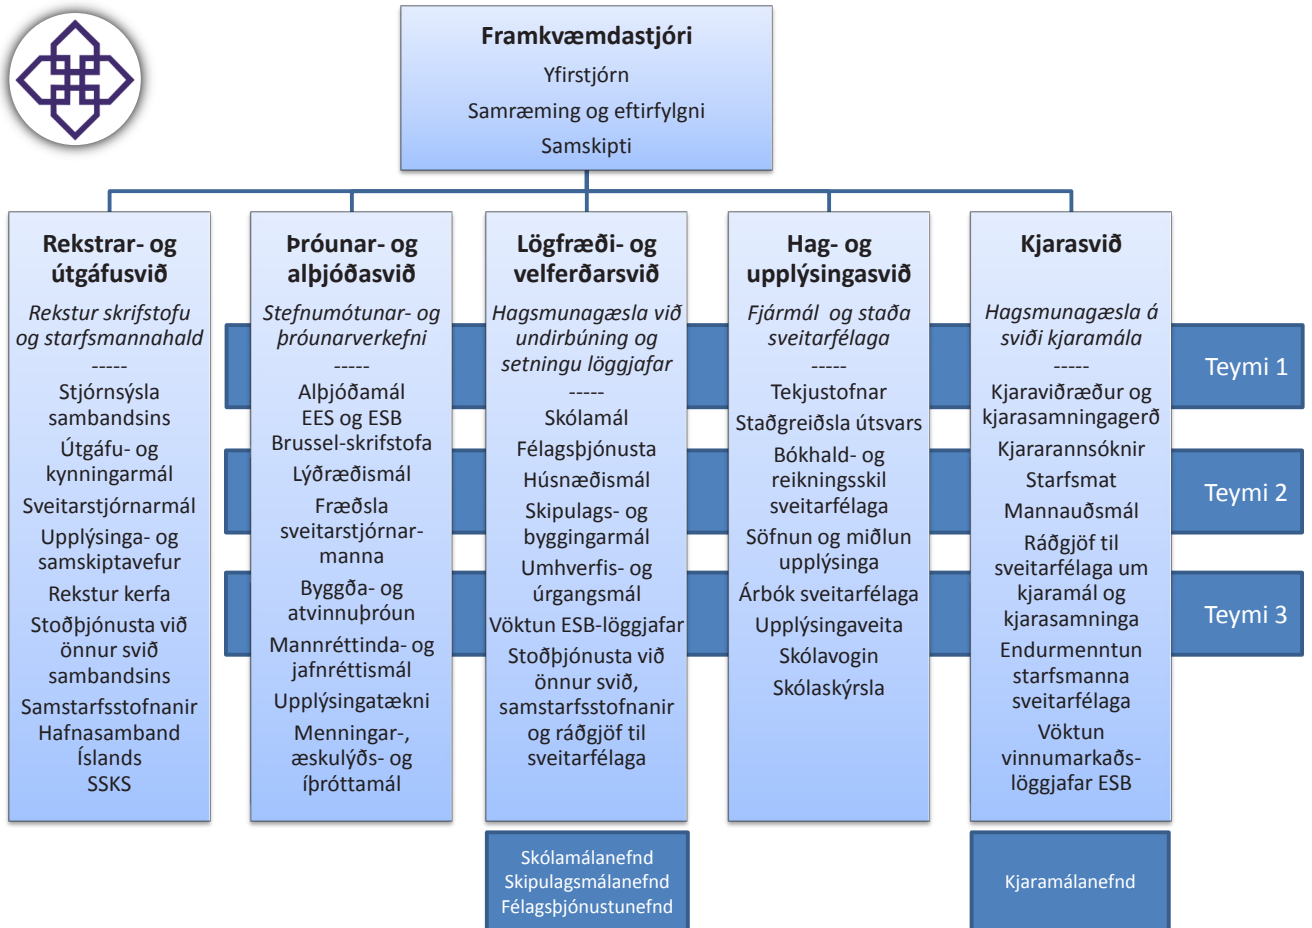 Framkvæmdastjóri
Yfirstjórn
Samræming og eftirfylgni
Samskipti
Rekstrar- og
útgáfusvið
Rekstur skrifstofu
og starfsmannahald
-----
Stjórnsýsla
sambandsins
Útgáfu- og
kynningarmál
Sveitarstjórnarmál
Upplýsinga- og
samskiptavefur
Rekstur kerfa
Stoðþjónusta við
önnur svið
sambandsins
Samstarfsstofnanir
Hafnasamband
Íslands
SSKS
Þróunar- og
alþjóðasvið
Stefnumótunar- og
þróunarverkefni
-----
Alþjóðamál
EES og ESB
Brussel-skrifstofa
Lýðræðismál
Fræðsla
sveitarstjórnar-
manna
Byggða- og
atvinnuþróun
Mannréttinda- og
jafnréttismál
Upplýsingatækni
Menningar-,
æskulýðs- og
íþróttamál
Lögfræði- og
velferðarsvið
Hagsmunagæsla við
undirbúning og
setningu löggjafar
-----
Skólamál
Félagsþjónusta
Húsnæðismál
Skipulags- og
byggingarmál
Umhverfis- og
úrgangsmál
Vöktun ESB-löggjafar
Stoðþjónusta við
önnur svið,
samstarfsstofnanir
og ráðgjöf til
sveitarfélaga
Hag- og
upplýsingasvið
Fjármál og staða
sveitarfélaga
-----
Tekjustofnar
Staðgreiðsla útsvars
Bókhald- og
reikningsskil
sveitarfélaga
Söfnun og miðlun
upplýsinga
Árbók sveitarfélaga
Upplýsingaveita
Skólavogin
Skólaskýrsla
Kjarasvið
Hagsmunagæsla á
sviði kjaramála
-----
Kjaraviðræður og
kjarasamningagerð
Kjararannsóknir
Starfsmat
Mannauðsmál
Ráðgjöf til
sveitarfélaga um
kjaramál og
kjarasamninga
Endurmenntun
starfsmanna
sveitarfélaga
Vöktun
vinnumarkaðs-
löggjafar ESB
Teymi 1
Teymi 2
Teymi 3
Skólamálanefnd
Skipulagsmálanefnd
Félagsþjónustunefnd
Kjaramálanefnd